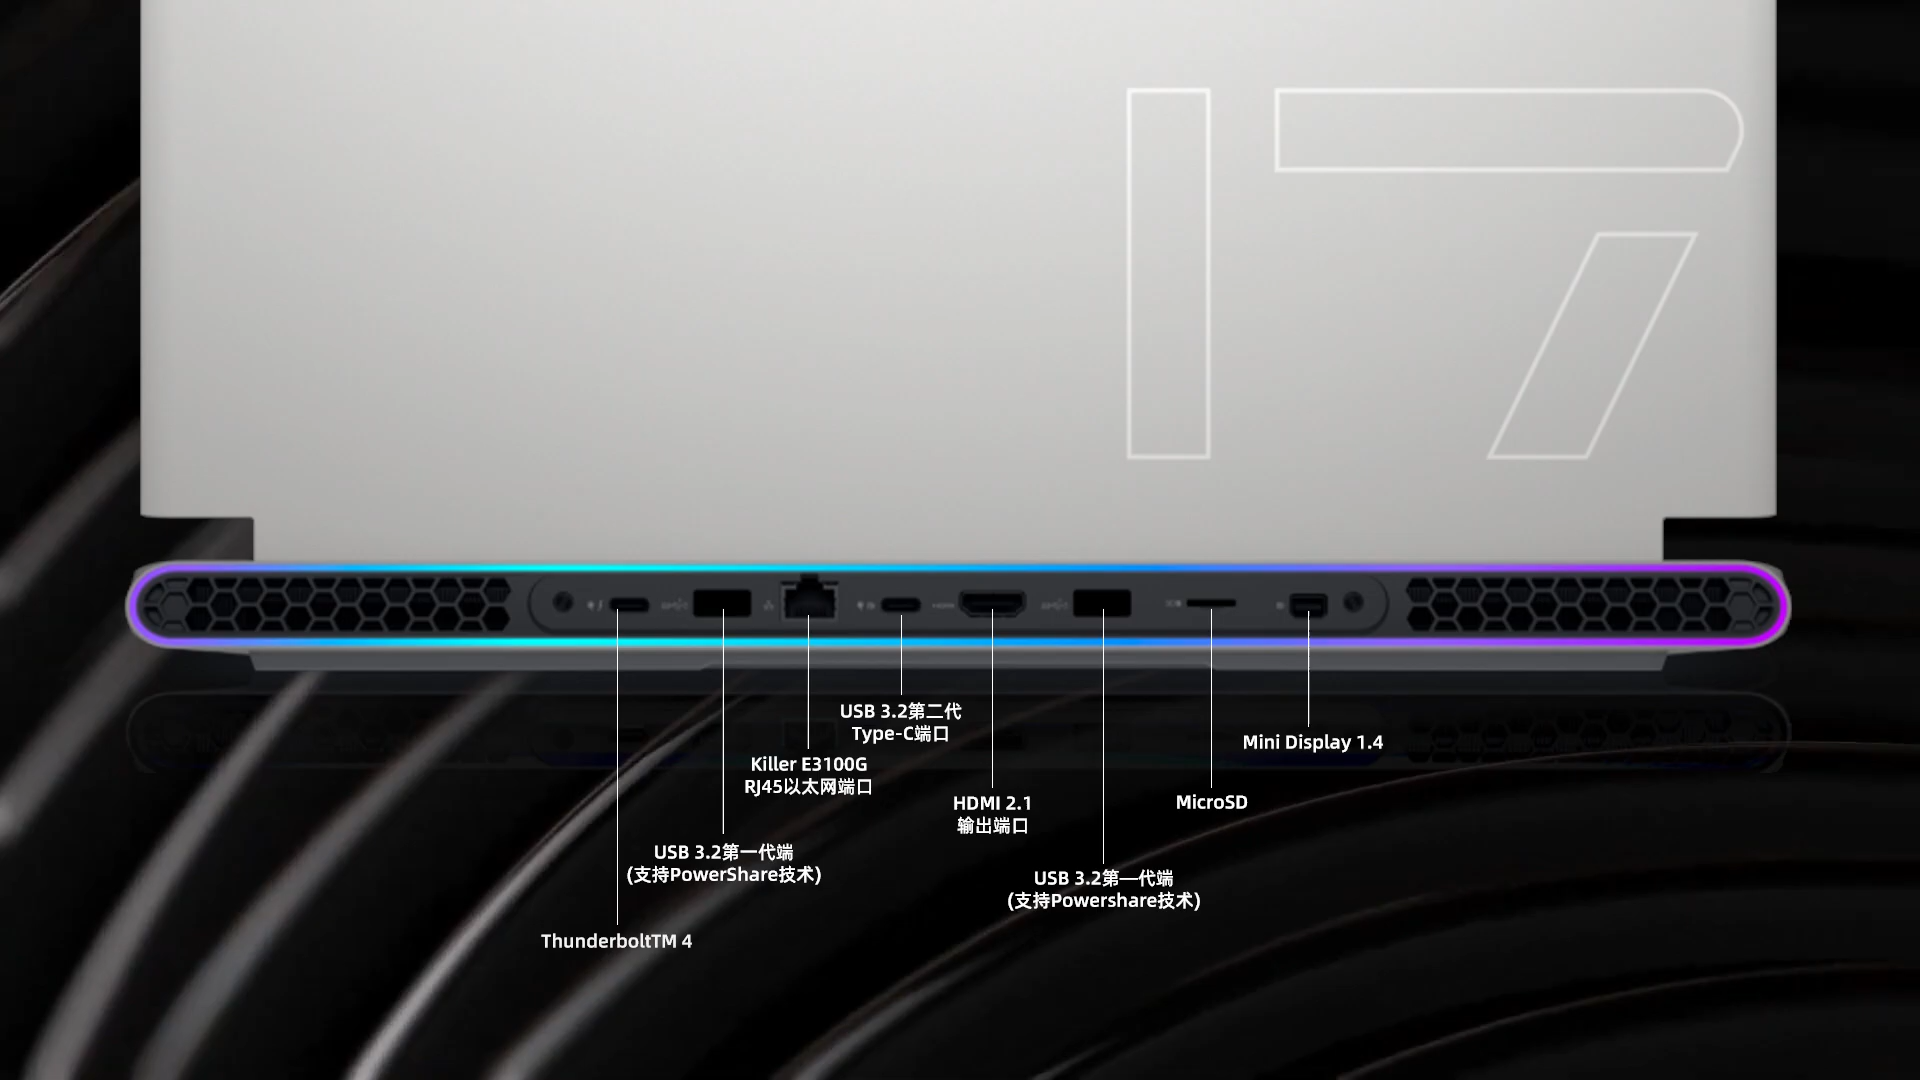 17
USB 3.2第二代
Type-C端口
Mini Display 1.4
Killer E3100G
RJ45以太网端口
HDMI 2.1
输出端口
MicroSD
USB 3.2第一代端
(支持PowerShare技术)
USB 3.2第一代端
(支持Powershare技术)
ThunderboltTM 4